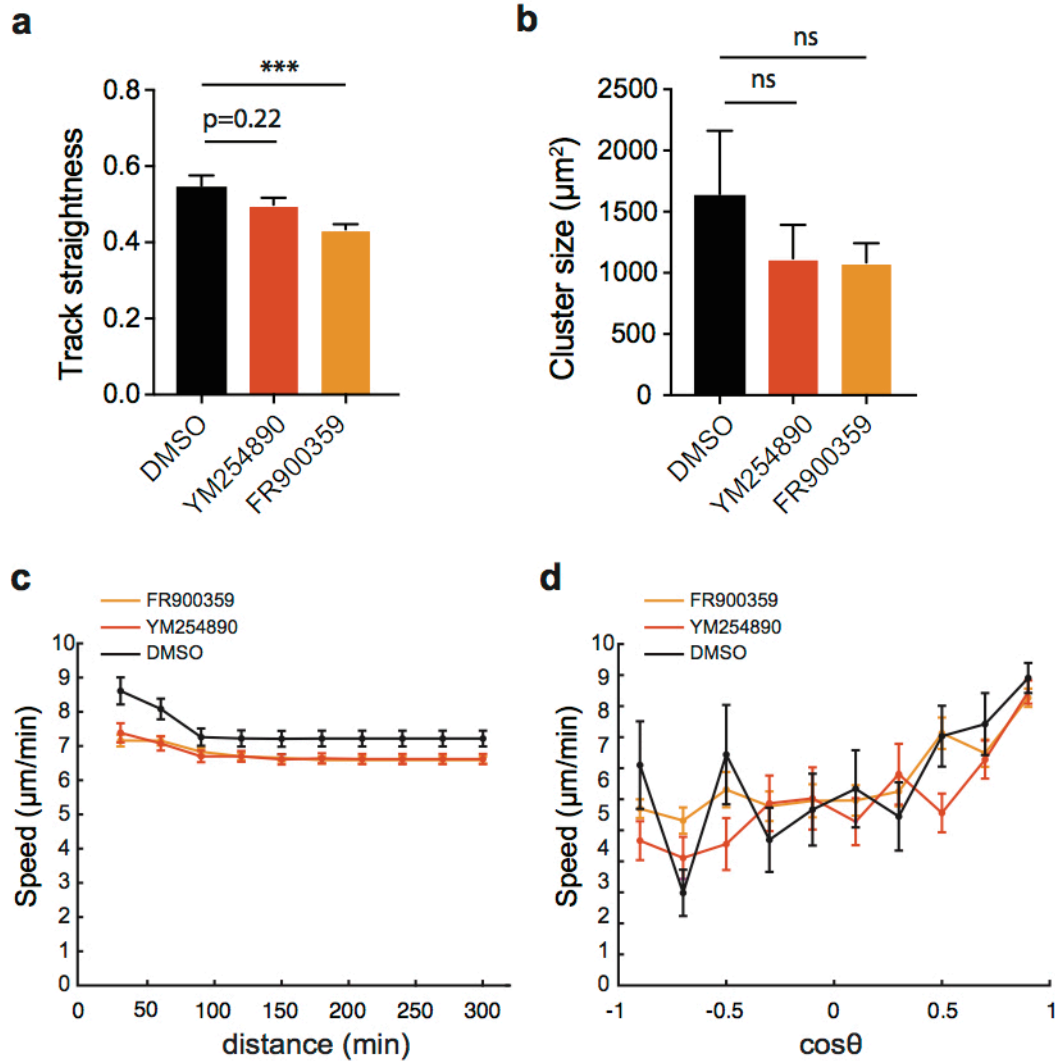 a
***
p=0.22
0.8
0.6
0.4
0.2
0.0
Track straightness
DMSO
YM254890
FR900359
b
ns
ns
2500
2000
1500
1000
500
0
Cluster size (µm²)
DMSO
YM254890
FR900359
c
FR900359
YM254890
DMSO
10
9
8
7
6
5
4
3
2
1
0
Speed (µm/min)
0 50 100 150 200 250 300
distance (min)
d
FR900359
YM254890
DMSO
10
9
8
7
6
5
4
3
2
1
0
Speed (µm/min)
-1 -0.5 0 0.5 1
cosθ